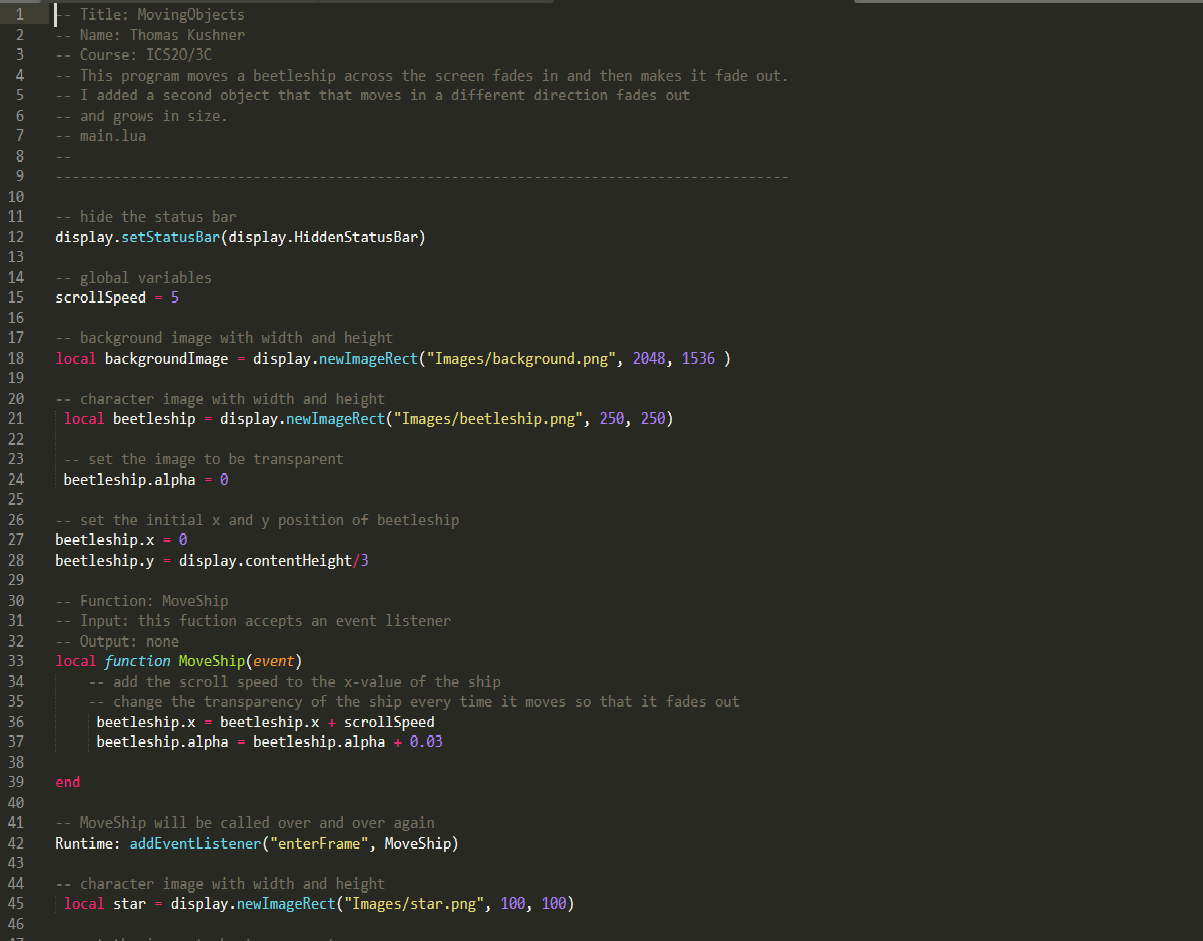 1 -- Title: MovingObjects
2 -- Name: Thomas Kushner
3 -- Course: ICS2O/3C
4 -- This program moves a beetleship across the screen fades in and then makes it fade out.
5 -- I added a second object that that moves in a different direction fades out
6 -- and grows in size.
7 -- main.lua
8 --
9 -----------------------------------------------------------------------------------------
10
11 -- hide the status bar
12 display.setStatusBar(display.HiddenStatusBar)
13
14 -- global variables
15 scrollSpeed = 5
16
17 -- background image with width and height
18 local backgroundImage = display.newImageRect("Images/background.png", 2048, 1536 )
19
20 -- character image with width and height
21 local beetleship = display.newImageRect("Images/beetleship.png", 250, 250)
22
23 -- set the image to be transparent
24 beetleship.alpha = 0
25
26 -- set the initial x and y position of beetleship
27 beetleship.x = 0
28 beetleship.y = display.contentHeight/3
29
30 -- Function: MoveShip
31 -- Input: this fuction accepts an event listener
32 -- Output: none
33 local function MoveShip(event)
34 -- add the scroll speed to the x-value of the ship
35 -- change the transparency of the ship every time it moves so that it fades out
36 beetleship.x = beetleship.x + scrollSpeed
37 beetleship.alpha = beetleship.alpha + 0.03
38
39 end
40
41 -- MoveShip will be called over and over again
42 Runtime: addEventListener("enterFrame", MoveShip)
43
44 -- character image with width and height
45 local star = display.newImageRect("Images/star.png", 100, 100)
46